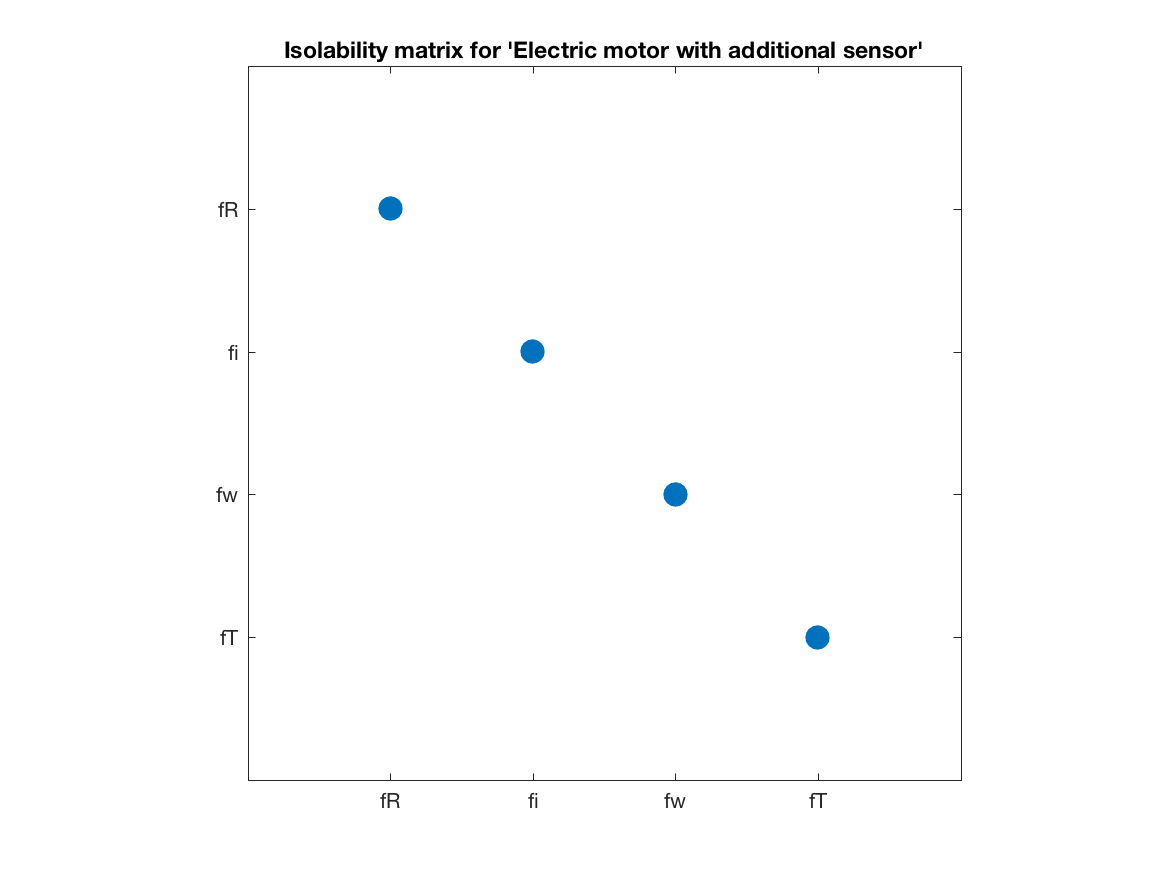 Isolability matrix for 'Electric motor with additional sensor'
fR
fi
fw
fT
fR fi fw fT